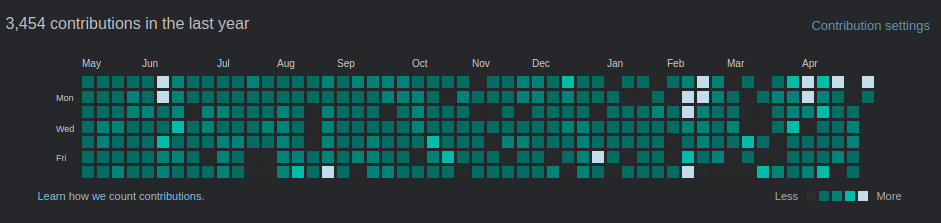 3,454 contributions in the last year
Contribution settings
May Jun Jul Aug Sep Oct Nov Dec Jan Feb Mar Apr
Mon
Wed
Fri
Learn how we count contributions.
Less More